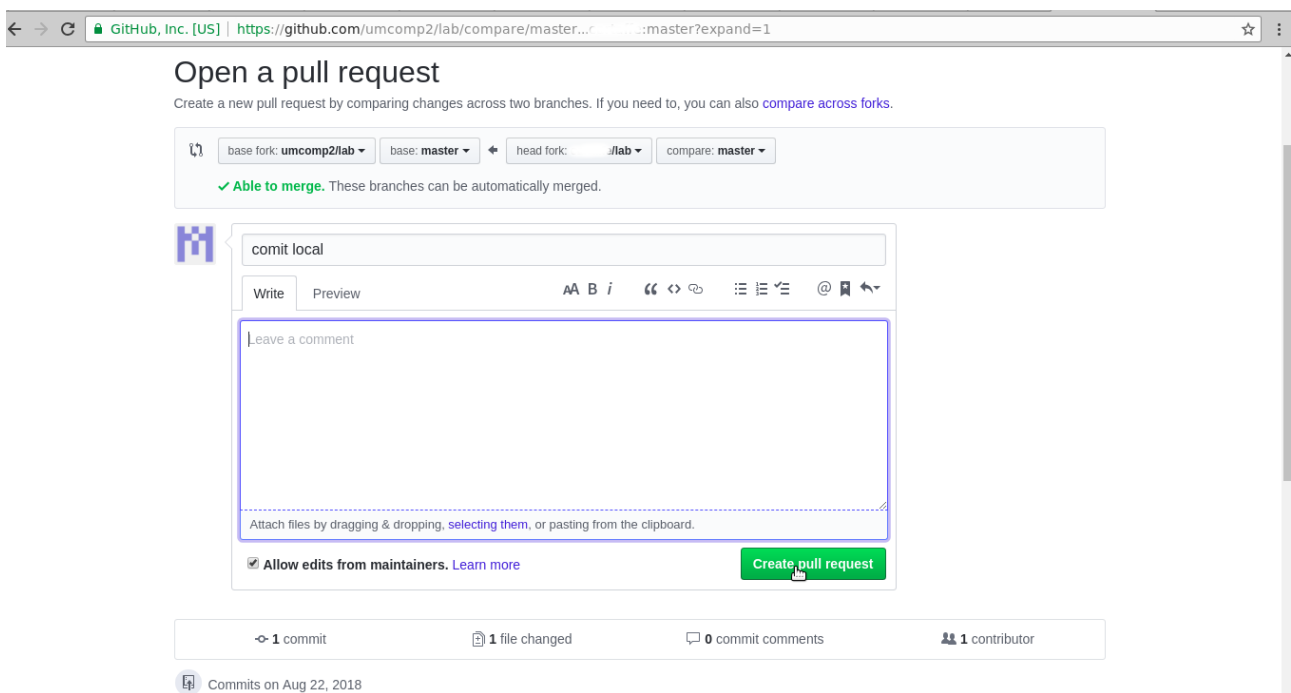 GitHub, Inc. [US] | https://github.com/umcomp2/lab/compare/master... :master?expand=1
Open a pull request
Create a new pull request by comparing changes across two branches. If you need to, you can also compare across forks.
base fork: umcomp2/lab base: master head fork: /lab compare: master
Able to merge. These branches can be automatically merged.
comit local
Write Preview AA B i @
Leave a comment
Attach files by dragging & dropping, selecting them, or pasting from the clipboard.
Allow edits from maintainers. Learn more Create pull request
1 commit 1 file changed 0 commit comments 1 contributor
Commits on Aug 22, 2018